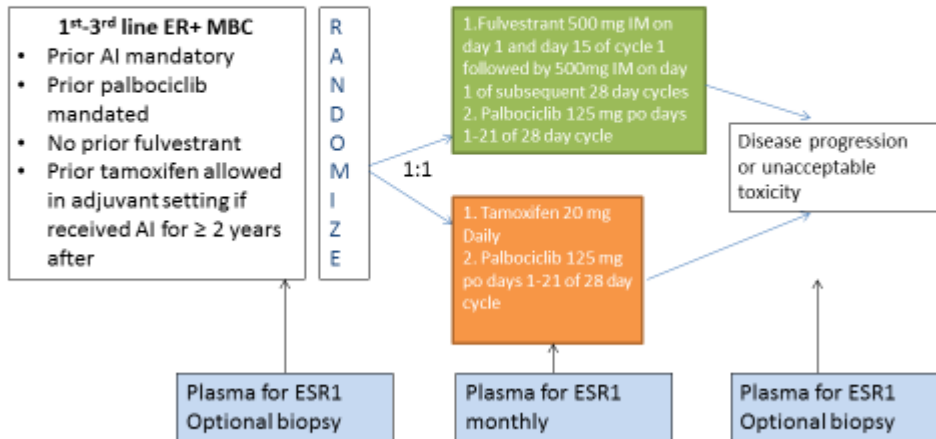 1st-3rd line ER+ MBC
• Prior AI mandatory
• Prior palbociclib
mandated
• No prior fulvestrant
• Prior tamoxifen allowed
in adjuvant setting if
received AI for ≥ 2 years
after
R
A
N
D
O
M
I
Z
E
1:1
1.Fulvestrant 500 mg IM on
day 1 and day 15 of cycle 1
followed by 500mg IM on day
1 of subsequent 28 day cycles
2. Palbociclib 125 mg po days
1-21 of 28 day cycle
1. Tamoxifen 20 mg
Daily
2. Palbociclib 125 mg
po days 1-21 of 28 day
cycle
Disease progression
or unacceptable
toxicity
Plasma for ESR1
Optional biopsy
Plasma for ESR1
monthly
Plasma for ESR1
Optional biopsy